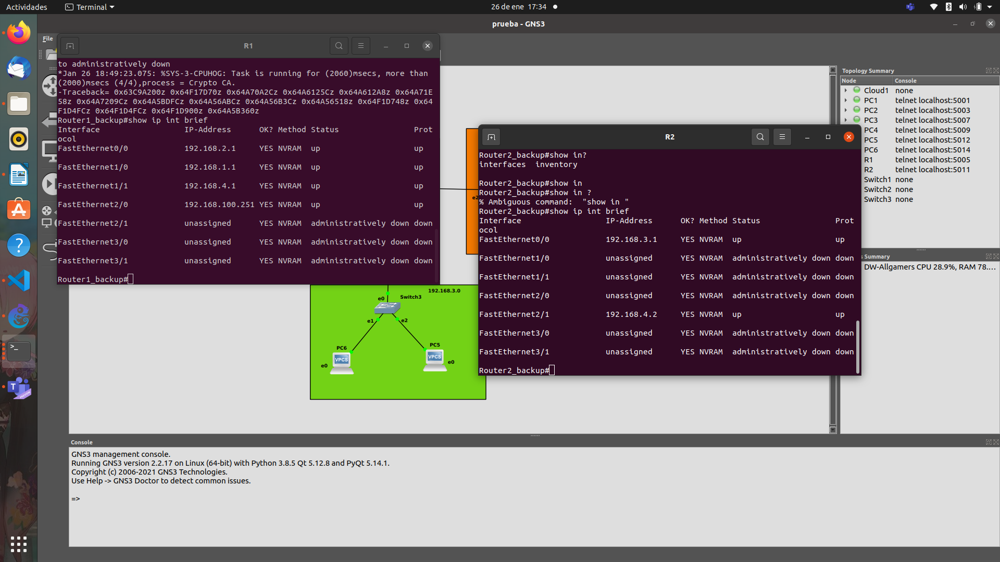 Actividades
Terminal
26 de ene 17:34
prueba - GNS3
File
R1
to administratively down
*Jan 26 18:49:23.075: %SYS-3-CPUHOG: Task is running for (2060)msecs, more than
(2000)msecs (4/4),process = Crypto CA.
-Traceback= 0x63C9A200z 0x64F17D70z 0x64A70A2Cz 0x64A6125Cz 0x64A612A8z 0x64A71E
58z 0x64A7209Cz 0x64A5BDFCz 0x64A56ABCz 0x64A56B3Cz 0x64A56518z 0x64F1D748z 0x64
F1D4FCz 0x64F1D4FCz 0x64F1D900z 0x64A5B360z
Router1_backup#show ip int brief
Interface IP-Address OK? Method Status Prot
ocol
FastEthernet0/0 192.168.2.1 YES NVRAM up up
FastEthernet1/0 192.168.1.1 YES NVRAM up up
FastEthernet1/1 192.168.4.1 YES NVRAM up up
FastEthernet2/0 192.168.100.251 YES NVRAM up up
FastEthernet2/1 unassigned YES NVRAM administratively down down
FastEthernet3/0 unassigned YES NVRAM administratively down down
FastEthernet3/1 unassigned YES NVRAM administratively down down
Router1_backup#
R2
Router2_backup#show in?
interfaces inventory
Router2_backup#show in
Router2_backup#show in ?
% Ambiguous command: "show in "
Router2_backup#show ip int brief
Interface IP-Address OK? Method Status Prot
ocol
FastEthernet0/0 192.168.3.1 YES NVRAM up up
FastEthernet1/0 unassigned YES NVRAM administratively down down
FastEthernet1/1 unassigned YES NVRAM administratively down down
FastEthernet2/0 unassigned YES NVRAM administratively down down
FastEthernet2/1 192.168.4.2 YES NVRAM up up
FastEthernet3/0 unassigned YES NVRAM administratively down down
FastEthernet3/1 unassigned YES NVRAM administratively down down
Router2_backup#
192.168.3.0
Switch3
e0
e1
e2
PC6
VPCS
e0
PC5
VPCS
e0
Topology Summary
Node Console
Cloud1 none
PC1 telnet localhost:5001
PC2 telnet localhost:5003
PC3 telnet localhost:5007
PC4 telnet localhost:5009
PC5 telnet localhost:5012
PC6 telnet localhost:5014
R1 telnet localhost:5005
R2 telnet localhost:5011
Switch1 none
Switch2 none
Switch3 none
s Summary
DW-Allgamers CPU 28.9%, RAM 78.…
Console
GNS3 management console.
Running GNS3 version 2.2.17 on Linux (64-bit) with Python 3.8.5 Qt 5.12.8 and PyQt 5.14.1.
Copyright (c) 2006-2021 GNS3 Technologies.
Use Help -> GNS3 Doctor to detect common issues.
=>